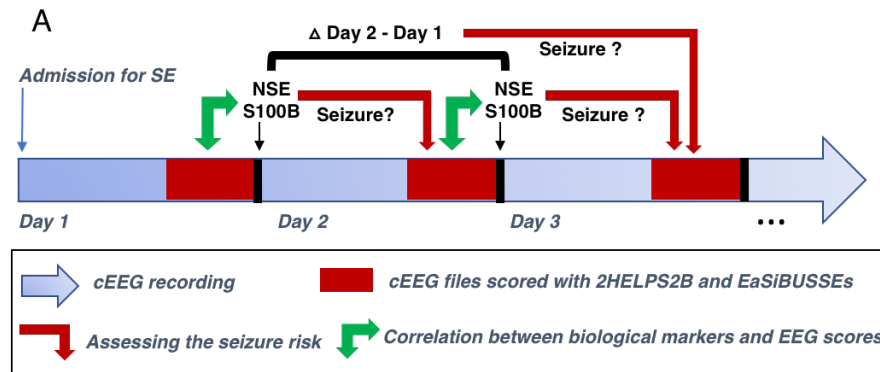 A
Δ Day 2 - Day 1
Seizure ?
Admission for SE
NSE
S100B
Seizure?
NSE
S100B
Seizure ?
Day 1
Day 2
Day 3
...
cEEG recording
cEEG files scored with 2HELPS2B and EaSiBUSSEs
Assessing the seizure risk
Correlation between biological markers and EEG scores